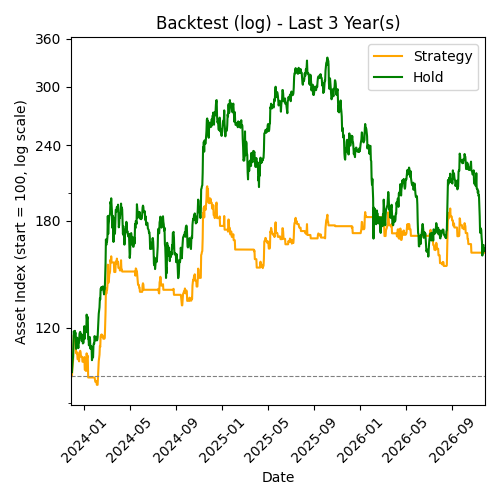 Backtest (log) - Last 3 Year(s)
Strategy
Hold
Asset Index (start = 100, log scale)
360
300
240
180
120
2024-01
2024-05
2024-09
2025-01
2025-05
2025-09
2026-01
2026-05
2026-09
Date